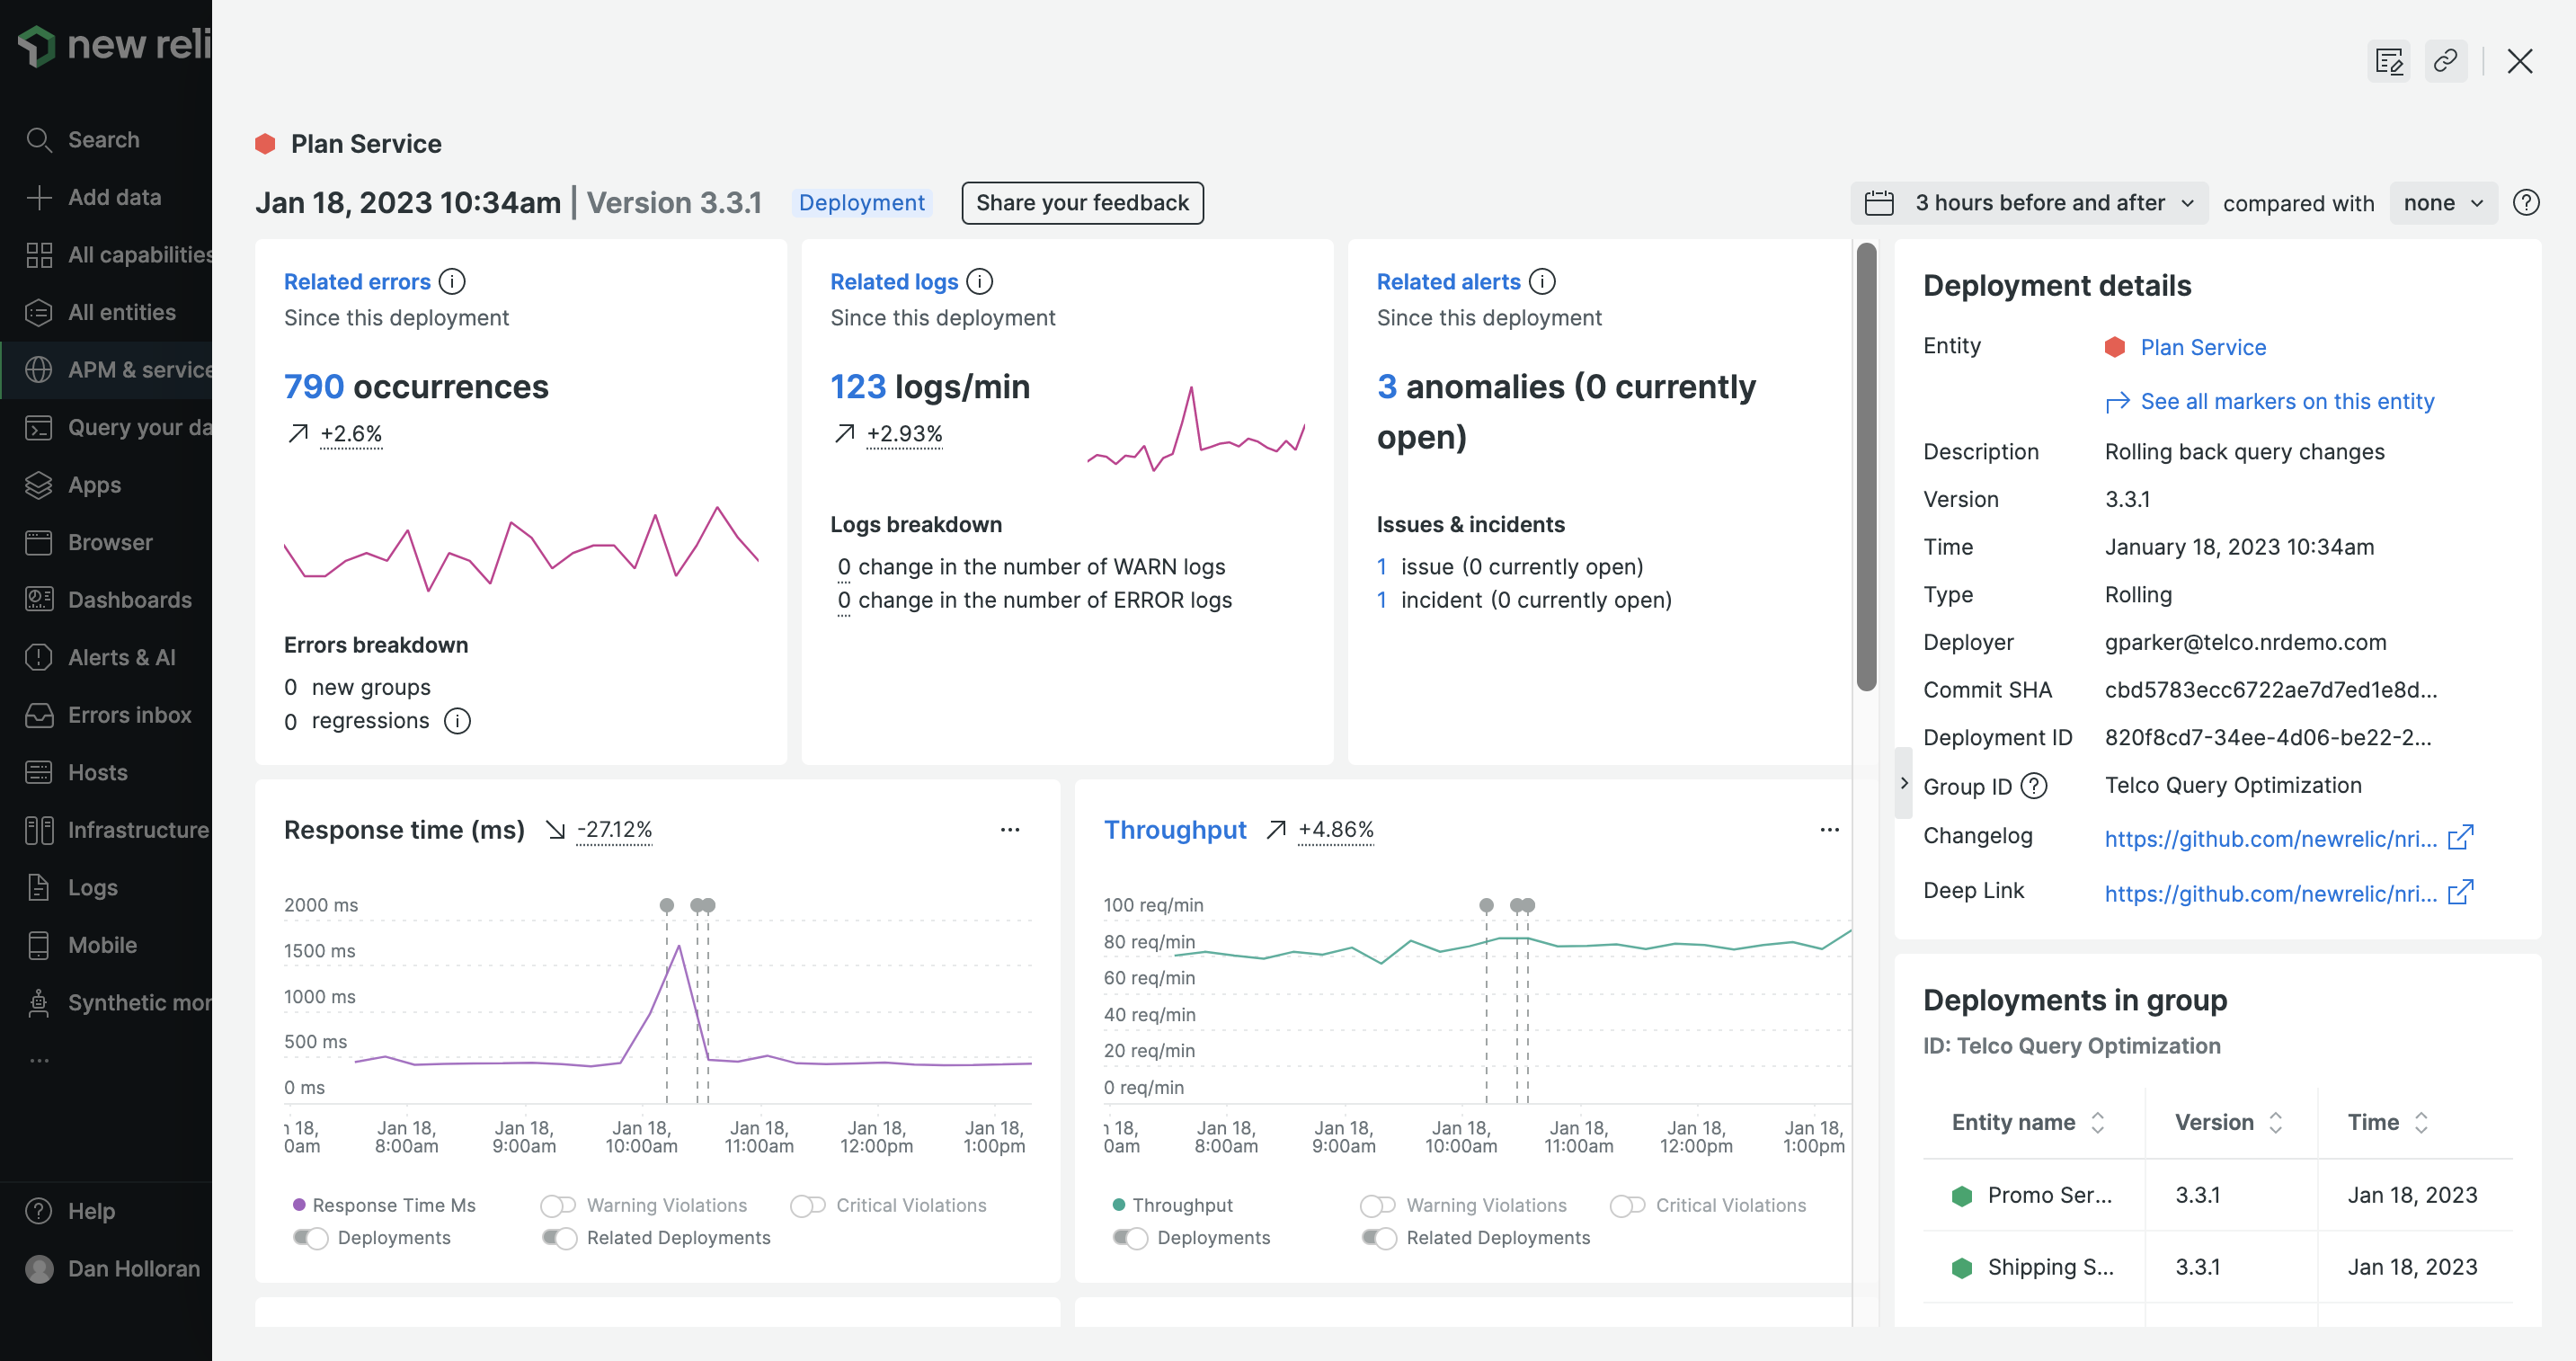 new reli
Search
Add data
All capabilities
All entities
APM & service
Query your da
Apps
Browser
Dashboards
Alerts & AI
Errors inbox
Hosts
Infrastructure
Logs
Mobile
Synthetic mor
...
Help
Dan Holloran
Plan Service
Jan 18, 2023 10:34am | Version 3.3.1
Deployment
Share your feedback
3 hours before and after
compared with
none
Related errors
Since this deployment
790 occurrences
+2.6%
Errors breakdown
0 new groups
0 regressions
Related logs
Since this deployment
123 logs/min
+2.93%
Logs breakdown
0 change in the number of WARN logs
0 change in the number of ERROR logs
Related alerts
Since this deployment
3 anomalies (0 currently
open)
Issues & incidents
1 issue (0 currently open)
1 incident (0 currently open)
Response time (ms) -27.12%
...
2000 ms
1500 ms
1000 ms
500 ms
0 ms
18, Jan 18, Jan 18, Jan 18, Jan 18, Jan 18, Jan 18,
0am 8:00am 9:00am 10:00am 11:00am 12:00pm 1:00pm
Response Time Ms Warning Violations Critical Violations
Deployments Related Deployments
Throughput +4.86%
...
100 req/min
80 req/min
60 req/min
40 req/min
20 req/min
0 req/min
18, Jan 18, Jan 18, Jan 18, Jan 18, Jan 18, Jan 18,
0am 8:00am 9:00am 10:00am 11:00am 12:00pm 1:00pm
Throughput Warning Violations Critical Violations
Deployments Related Deployments
Deployment details
Entity Plan Service
See all markers on this entity
Description Rolling back query changes
Version 3.3.1
Time January 18, 2023 10:34am
Type Rolling
Deployer gparker@telco.nrdemo.com
Commit SHA cbd5783ecc6722ae7d7ed1e8d...
Deployment ID 820f8cd7-34ee-4d06-be22-2...
Group ID Telco Query Optimization
Changelog https://github.com/newrelic/nri...
Deep Link https://github.com/newrelic/nri...
Deployments in group
ID: Telco Query Optimization
Entity name Version Time
Promo Ser... 3.3.1 Jan 18, 2023
Shipping S... 3.3.1 Jan 18, 2023